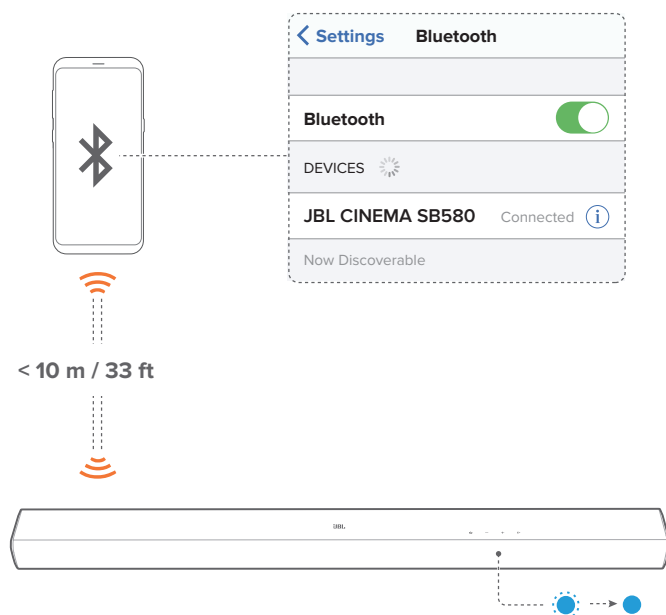 Settings Bluetooth
Bluetooth
DEVICES
JBL CINEMA SB580 Connected i
Now Discoverable
< 10 m / 33 ft
JBL